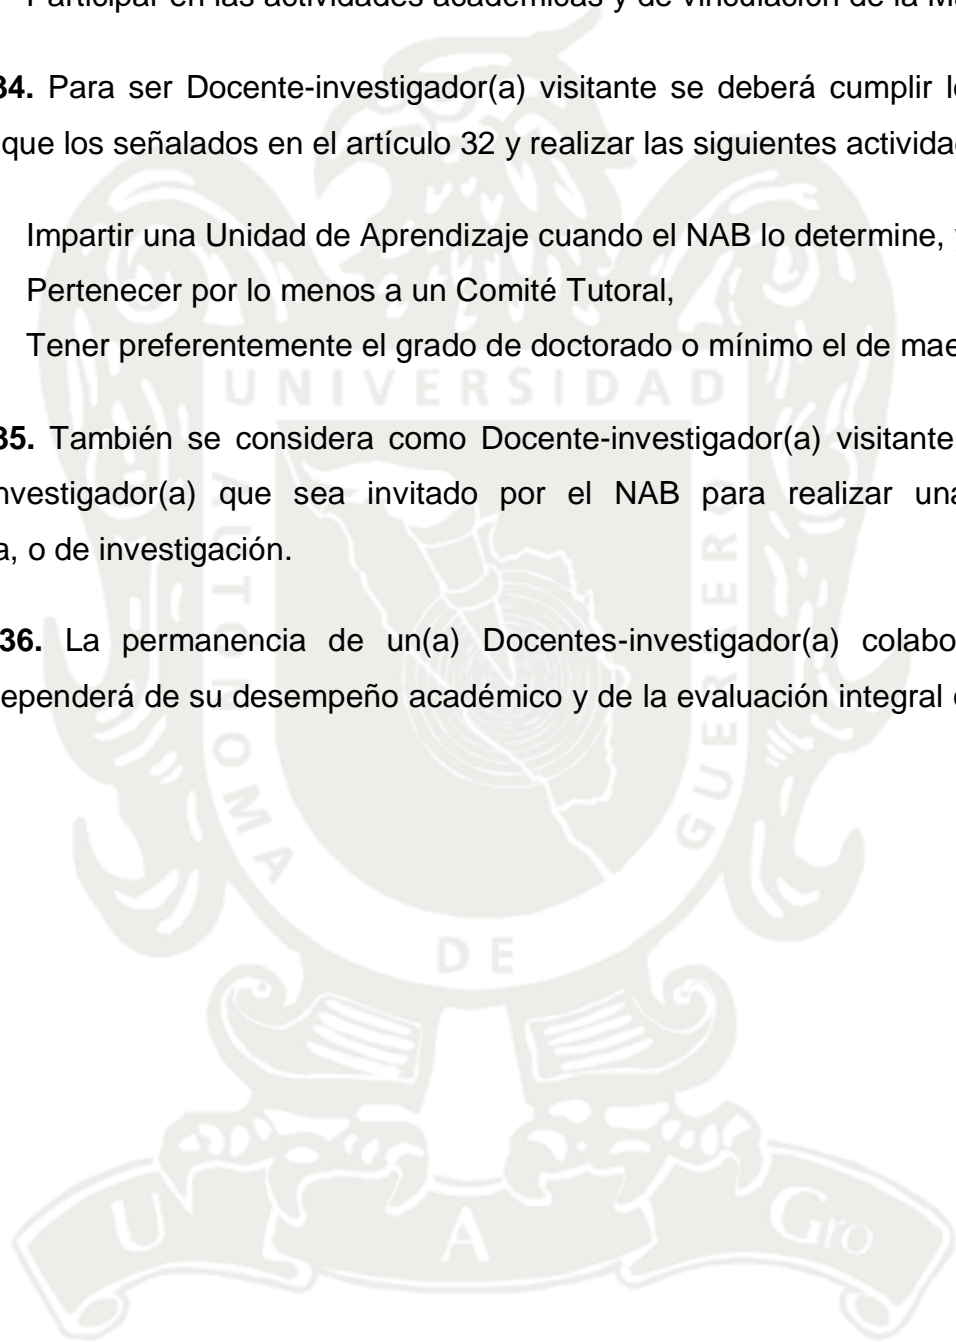 Participar en las actividades académicas y de vinculación de la
34. Para ser Docente-investigador(a) visitante se deberá cumplir
que los señalados en el artículo 32 y realizar las siguientes
Impartir una Unidad de Aprendizaje cuando el NAB lo determine,
Pertenecer por lo menos a un Comité Tutoral,
Tener preferentemente el grado de doctorado o mínimo el de
UNIVERSIDAD
35. También se considera como Docente-investigador(a) visitante
nvestigador(a) que sea invitado por el NAB para realizar una
a, o de investigación.
AUTONOMA
GUERRERO
36. La permanencia de un(a) Docentes-investigador(a)
ependerá de su desempeño académico y de la evaluación integral
DE
U A Gro